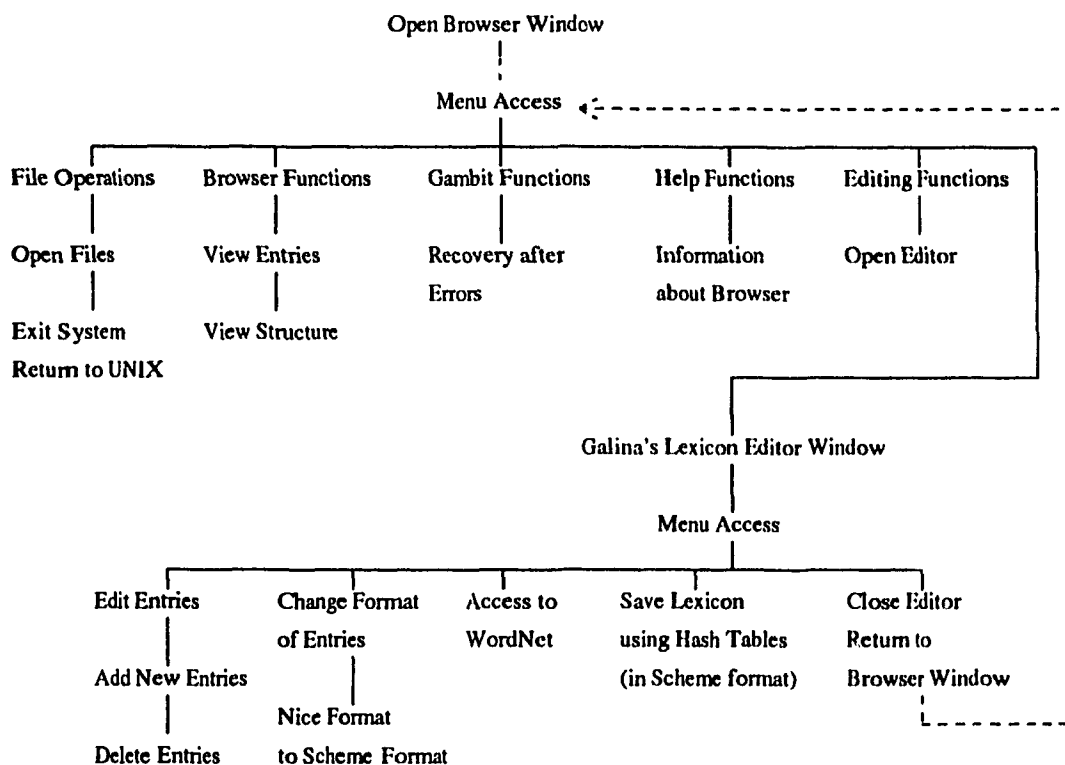 Open Browser Window
Menu Access
File Operations
Browser Functions
Gambit Functions
Help Functions
Editing Functions
Open Files
View Entries
Recovery after
Errors
Information
about Browser
Open Editor
Exit System
Return to UNIX
View Structure
Galina's Lexicon Editor Window
Menu Access
Edit Entries
Change Format
of Entries
Access to
WordNet
Save Lexicon
using Hash Tables
(in Scheme format)
Close Editor
Return to
Browser Window
Add New Entries
Nice Format
to Scheme Format
Delete Entries